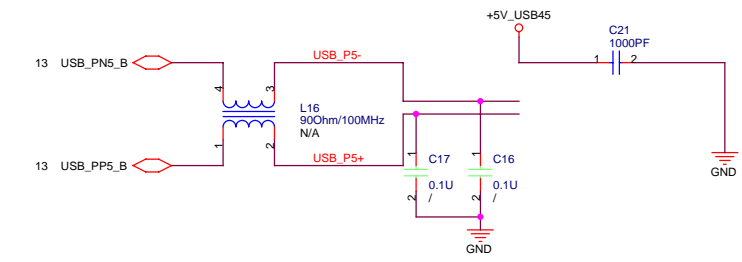 +5V_USB45
C21
1000PF
1 2
13 USB_PN5_B
USB_P5-
4 3
L16
90Ohm/100MHz
N/A
1 2
13 USB_PP5_B
USB_P5+
1 C17
0.1U
2 /
1 C16
0.1U
2 /
GND
GND